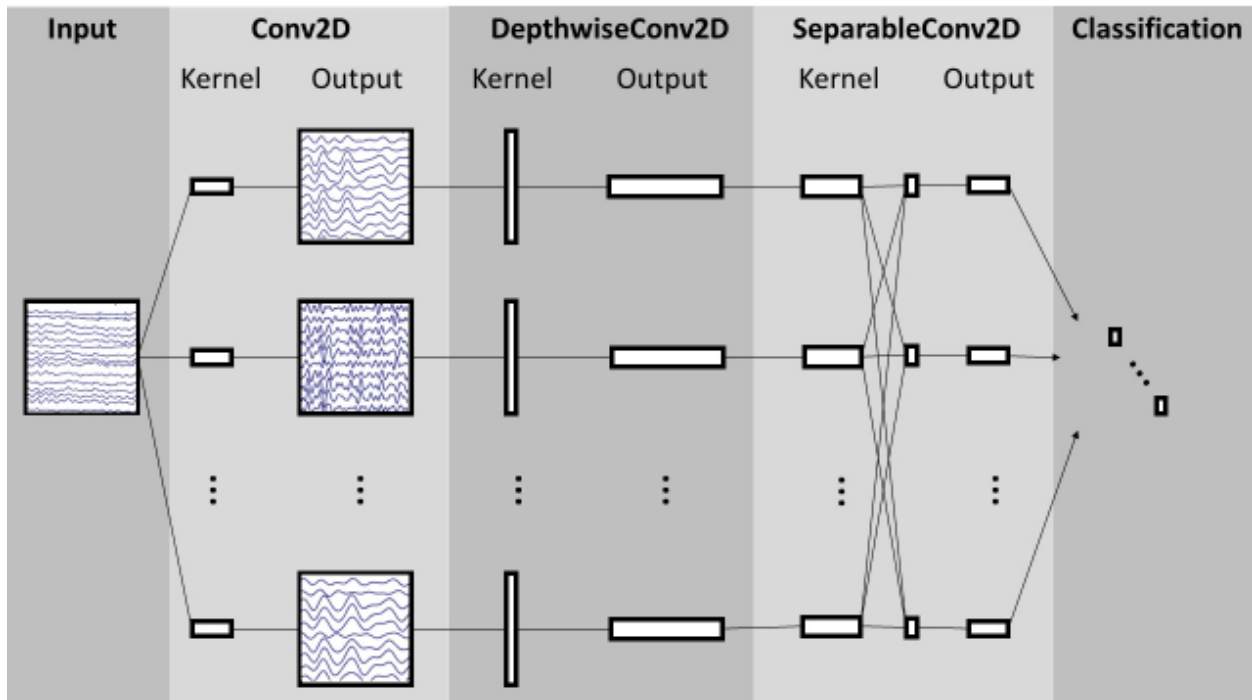 Input Conv2D DepthwiseConv2D SeparableConv2D Classification
Kernel Output Kernel Output Kernel Output